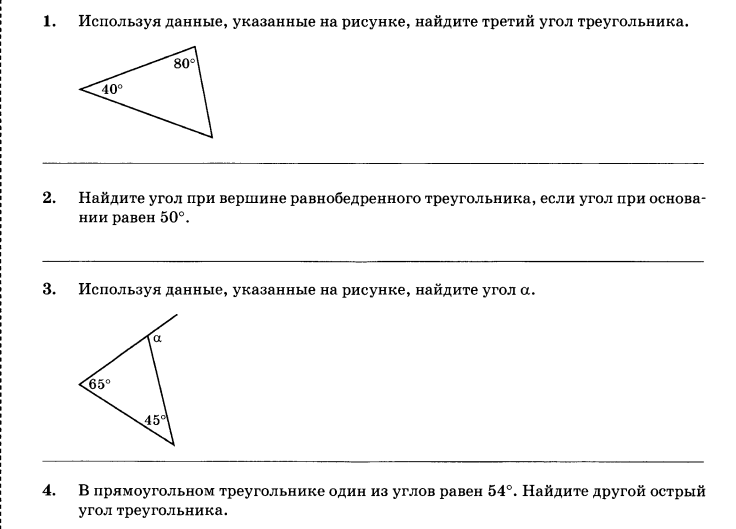 1. Используя данные, указанные на рисунке, найдите третий угол треугольника.
80°
40°
2. Найдите угол при вершине равнобедренного треугольника, если угол при основа-
нии равен 50°.
3. Используя данные, указанные на рисунке, найдите угол α.
α
65°
45°
4. В прямоугольном треугольнике один из углов равен 54°. Найдите другой острый
угол треугольника.